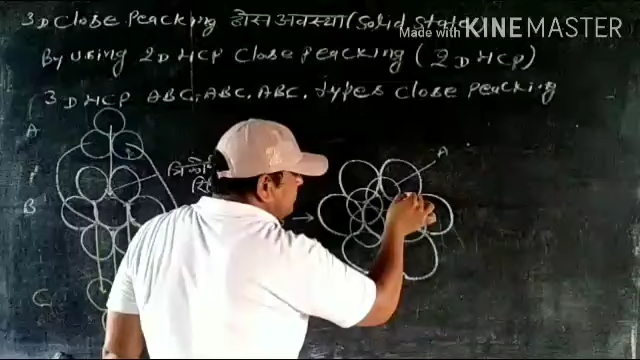 3D Close Peacking ठोस अवस्था (Solid State
Made with KINEMASTER
By using 2D HCP Close Peacking (2D HCP)
3D HCP ABC, ABC, ABC, Types Close Peacking
A
A
B
C